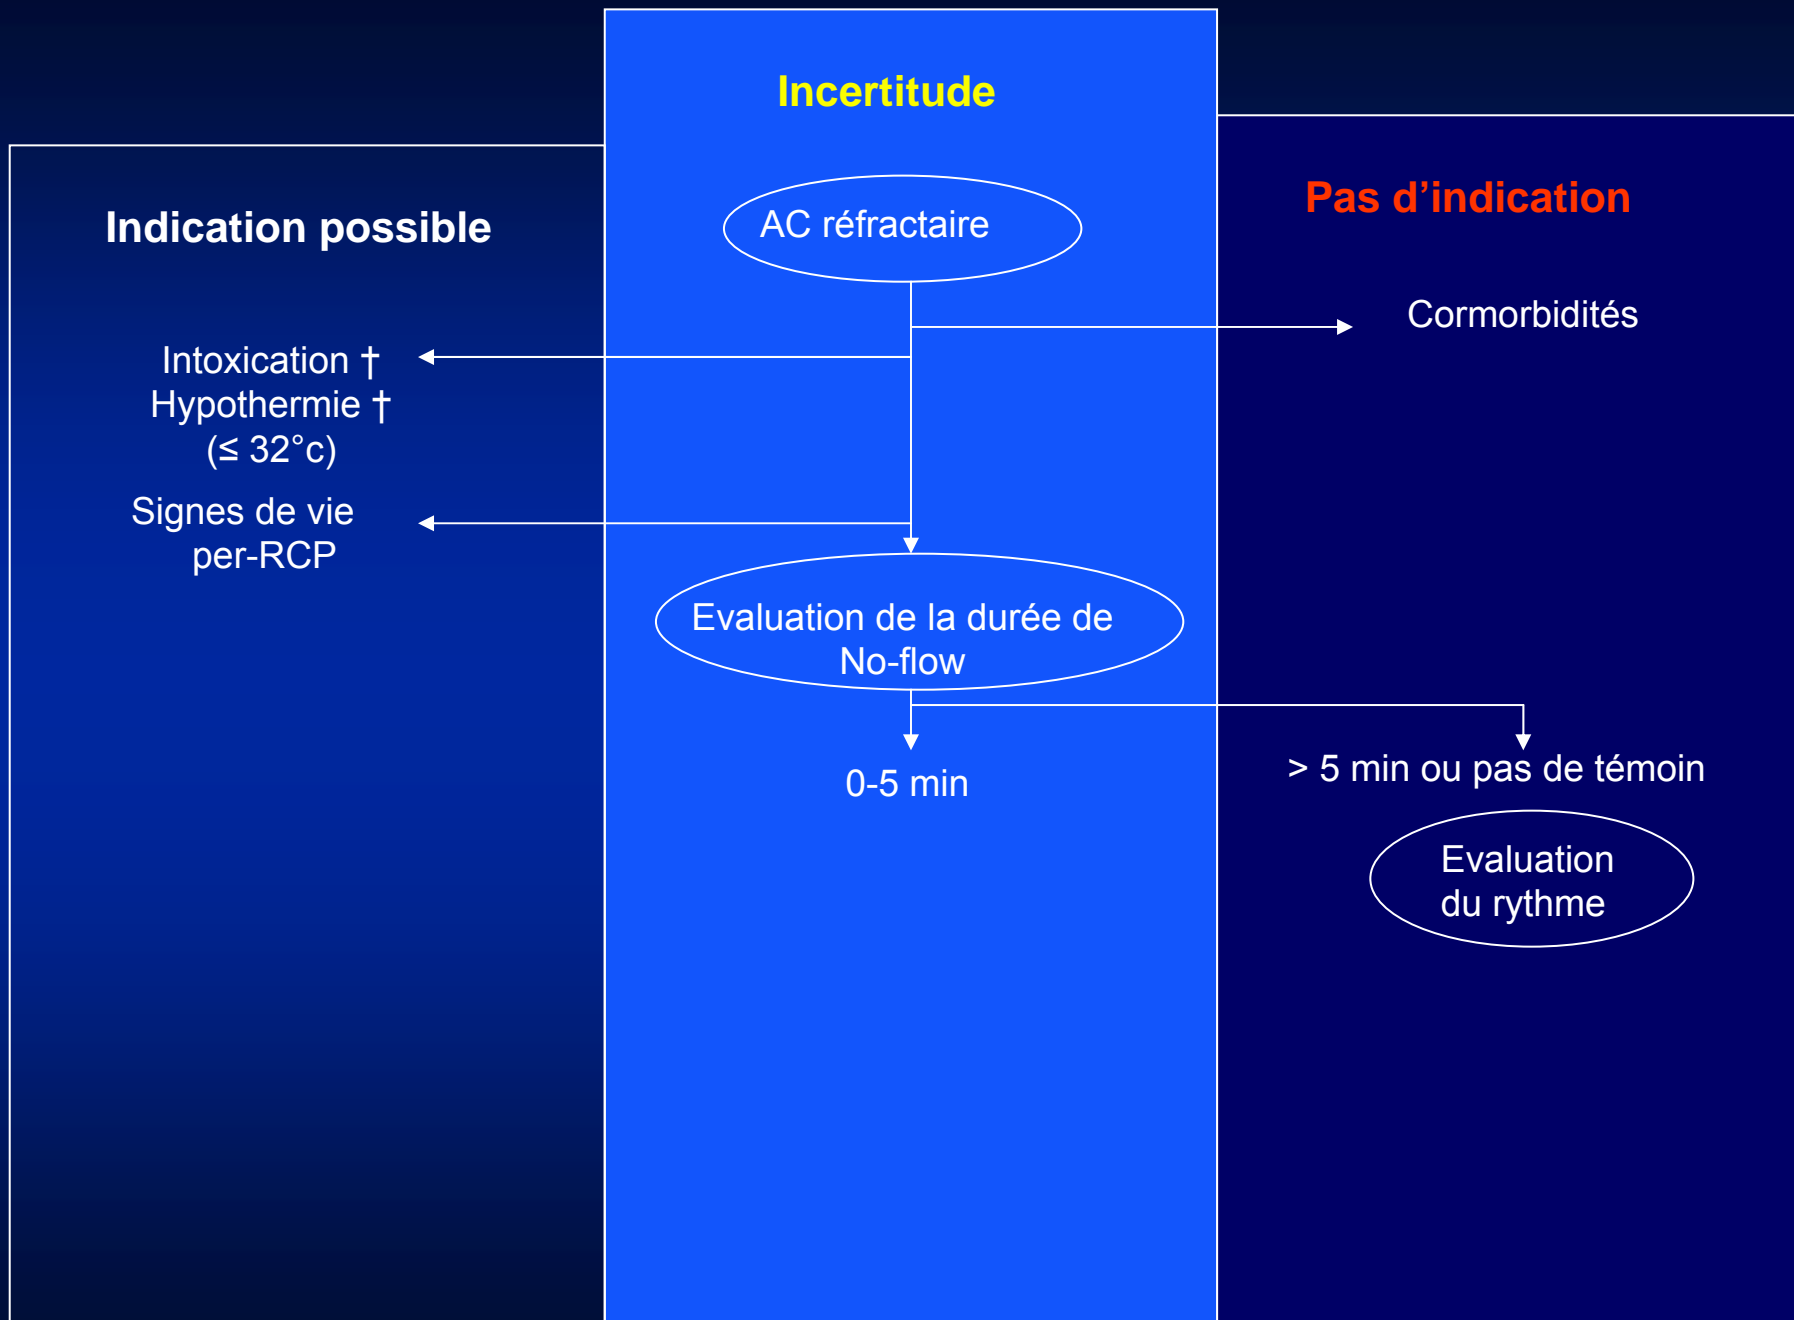 Incertitude
Indication possible
AC réfractaire
Pas d’indication
Cormorbidités
Intoxication †
Hypothermie †
(≤ 32°c)
Signes de vie
per-RCP
Evaluation de la durée de
No-flow
0-5 min
> 5 min ou pas de témoin
Evaluation
du rythme